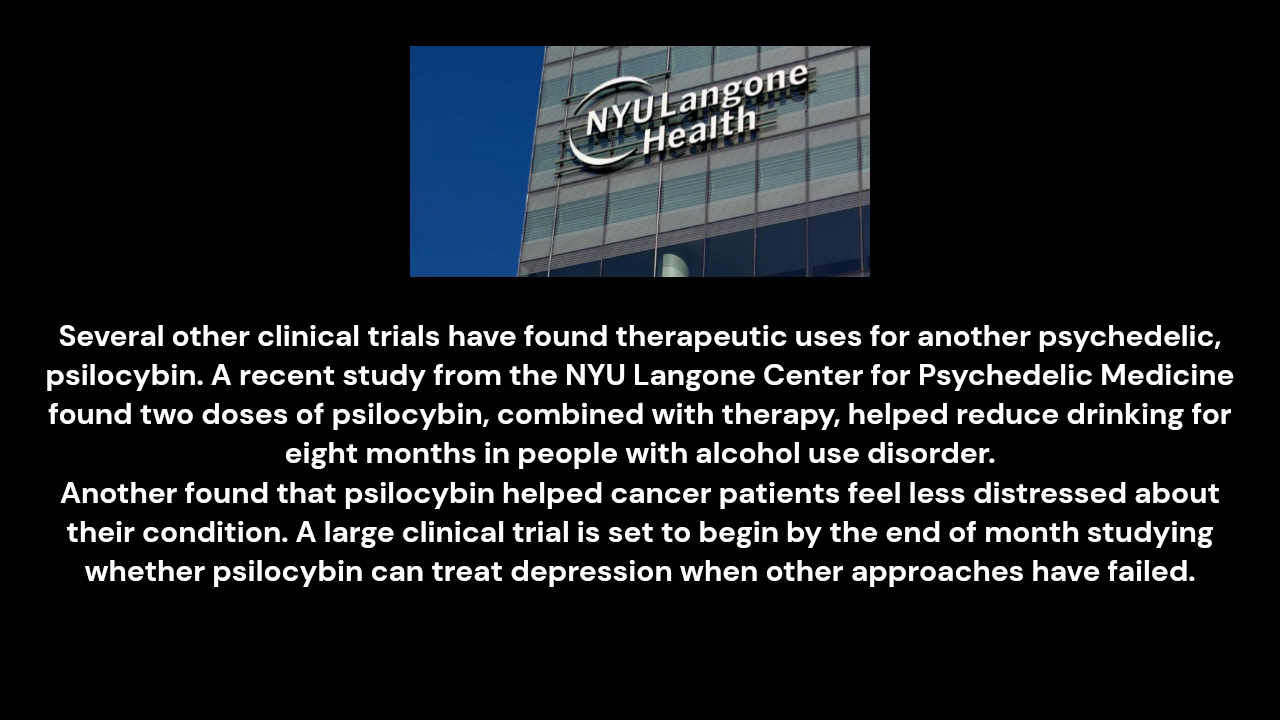 NYU Langone
Health
Several other clinical trials have found therapeutic uses for another psychedelic,
psilocybin. A recent study from the NYU Langone Center for Psychedelic Medicine
found two doses of psilocybin, combined with therapy, helped reduce drinking for
eight months in people with alcohol use disorder.
Another found that psilocybin helped cancer patients feel less distressed about
their condition. A large clinical trial is set to begin by the end of month studying
whether psilocybin can treat depression when other approaches have failed.